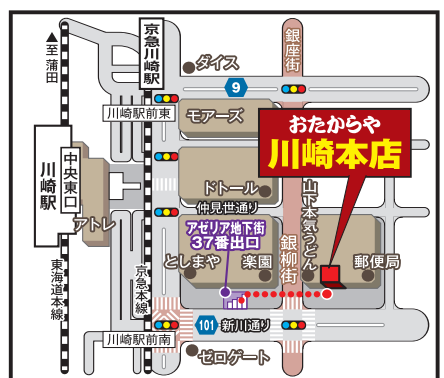 ▲至蒲田
京急川崎駅
ダイス
銀座街
9
川崎駅前東
モアーズ
おたからや
川崎本店
川崎駅
中央東口
アトレ
ドトール
仲見世通り
山下本気うどん
アゼリア地下街
37番出口
としまや
楽園
銀柳街
郵便局
東海道本線
京急本線
101
新川通り
川崎駅前南
ゼロゲート